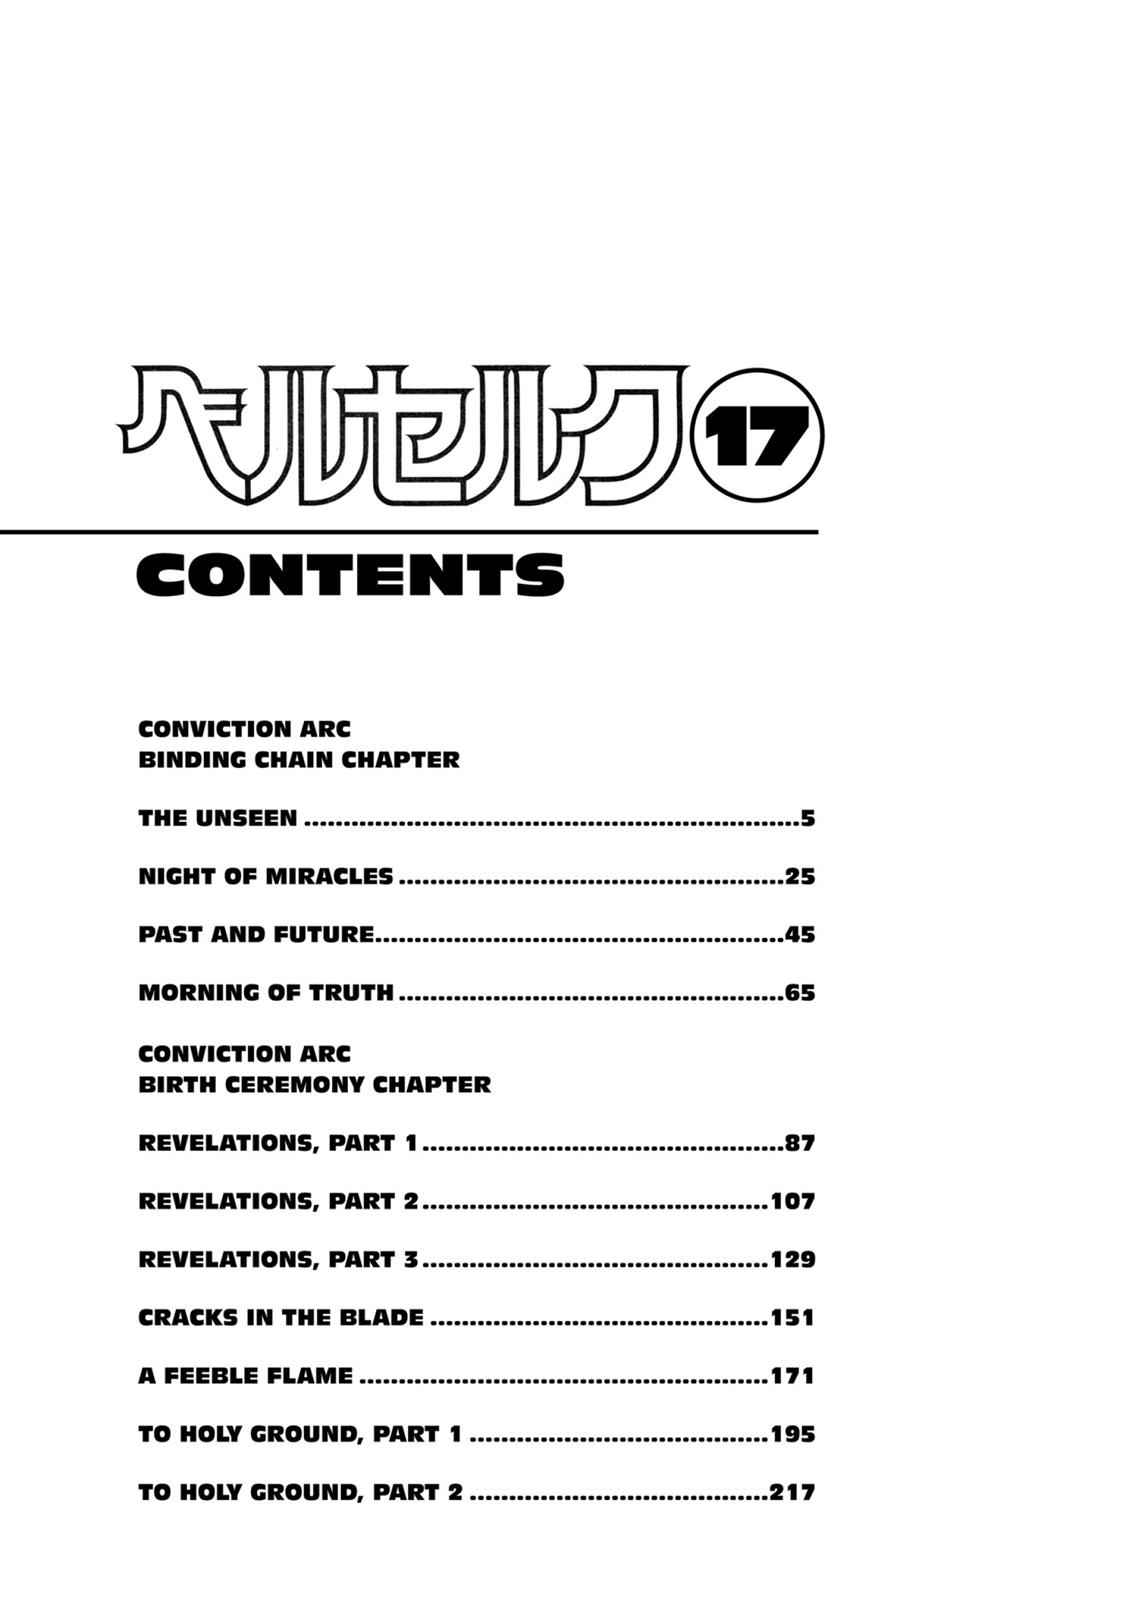 ベルセルク 17
CONTENTS
CONVICTION ARC
BINDING CHAIN CHAPTER
THE UNSEEN ................................................................5
NIGHT OF MIRACLES ..................................................25
PAST AND FUTURE.....................................................45
MORNING OF TRUTH ..................................................65
CONVICTION ARC
BIRTH CEREMONY CHAPTER
REVELATIONS, PART 1...............................................87
REVELATIONS, PART 2.............................................107
REVELATIONS, PART 3.............................................129
CRACKS IN THE BLADE ............................................151
A FEEBLE FLAME .....................................................171
TO HOLY GROUND, PART 1 .......................................195
TO HOLY GROUND, PART 2 .......................................217